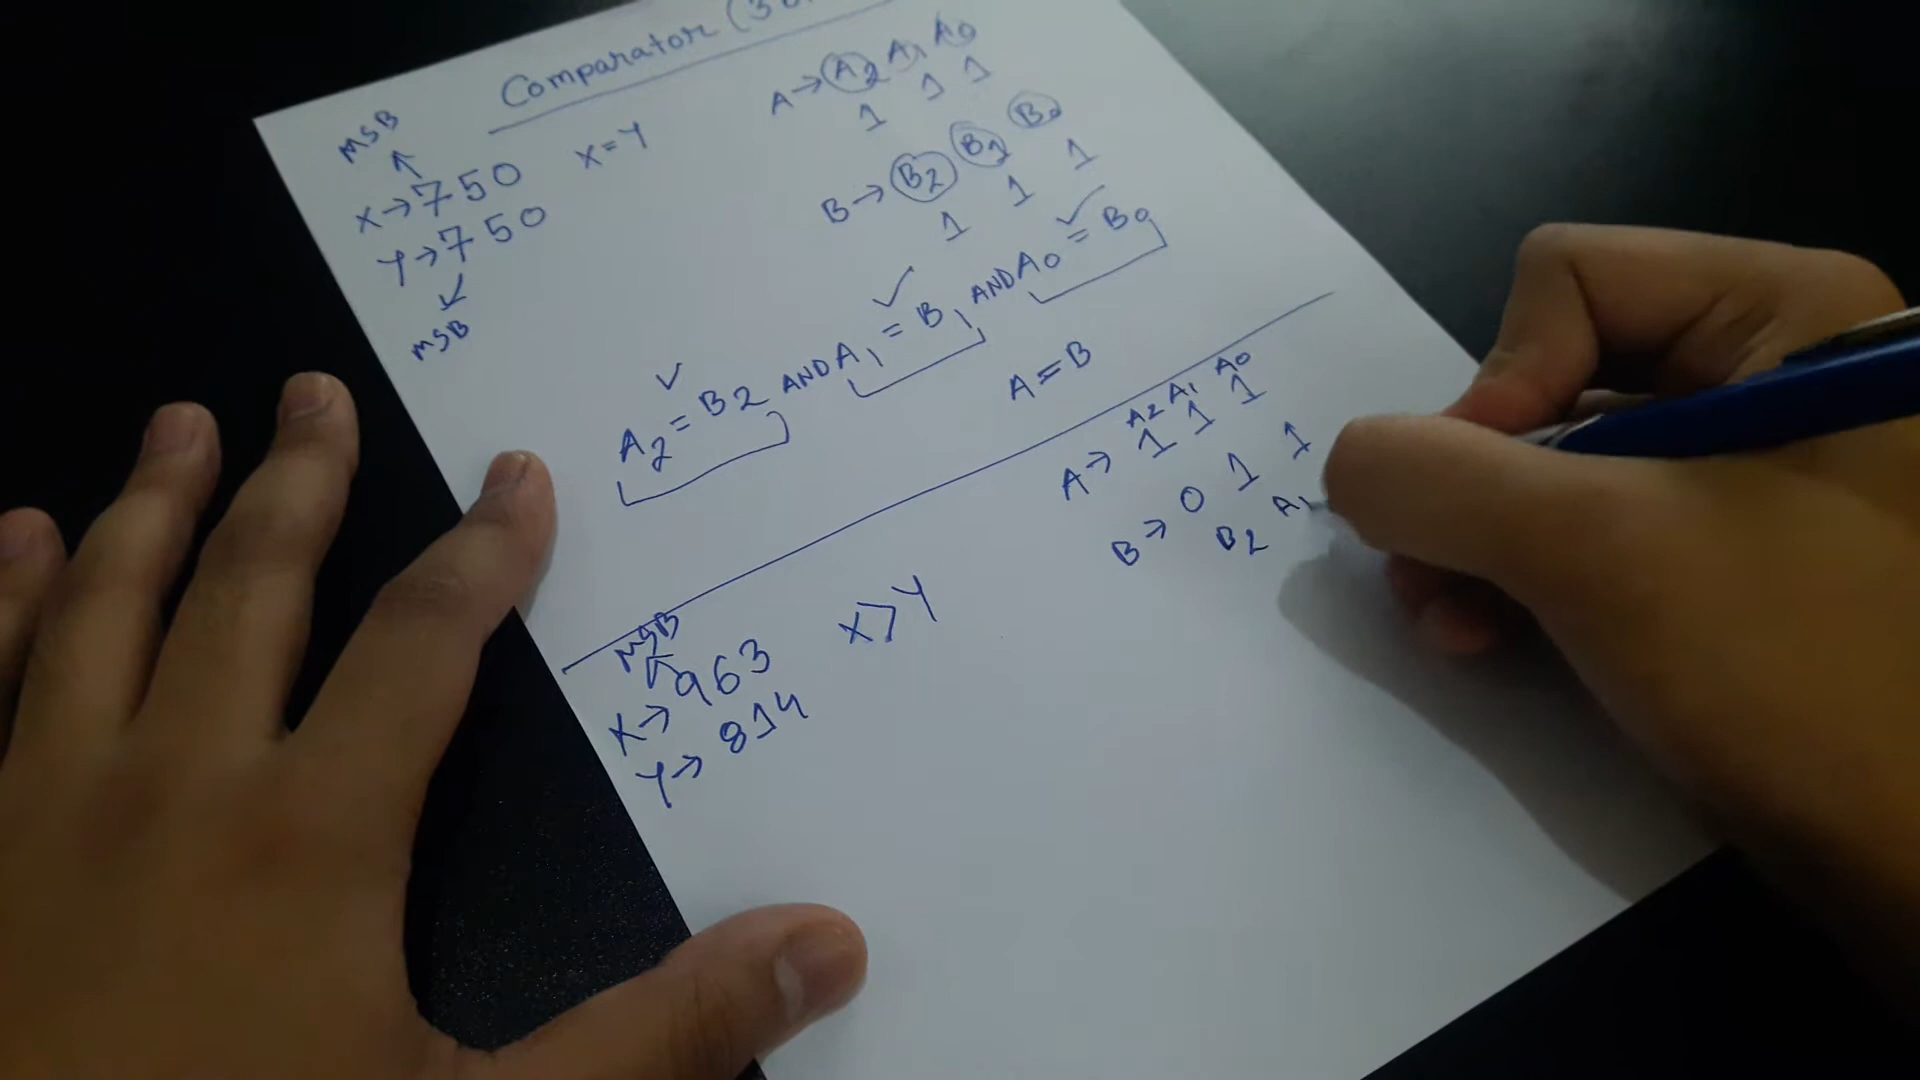 Comparator (3
MSB
X→750
Y→750
MSB
X=Y
A→A2 A1 A0
1 1 1
B→B2 B1 B0
1 1 1
A2=B2 AND A1=B1 AND A0=B0
A=B
MSB
X→963
Y→814
X>Y
A2 A1 A0
A→ 1 1 1
B→ 0 1 1
B2 A1